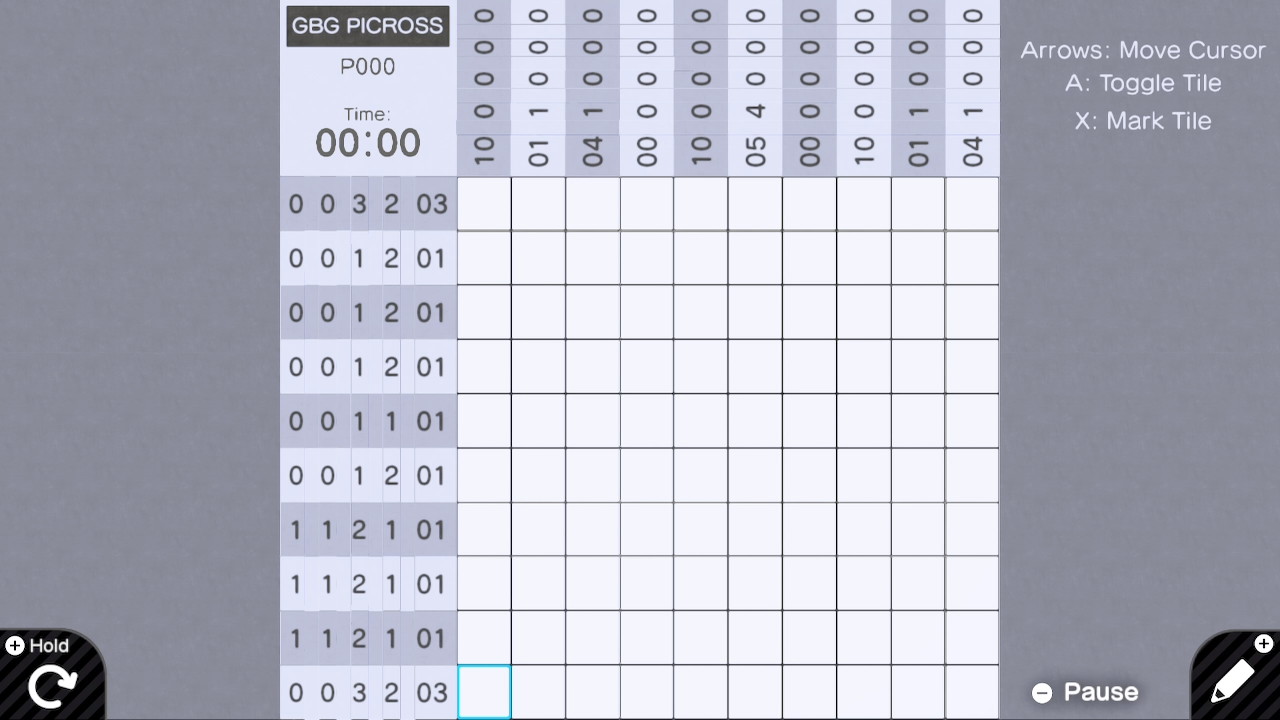 GBG PICROSS
P000
Time:
00:00
0 0 0 0 0 0 0 0 0 0
0 0 0 0 0 0 0 0 0 0
0 0 0 0 0 0 0 0 0 0
0 1 1 0 0 4 0 0 1 1
10 01 04 00 10 05 00 10 01 04
0 0 3 2 03
0 0 1 2 01
0 0 1 2 01
0 0 1 2 01
0 0 1 1 01
0 0 1 2 01
1 1 2 1 01
1 1 2 1 01
1 1 2 1 01
0 0 3 2 03
Arrows: Move Cursor
A: Toggle Tile
X: Mark Tile
+ Hold
+
− Pause